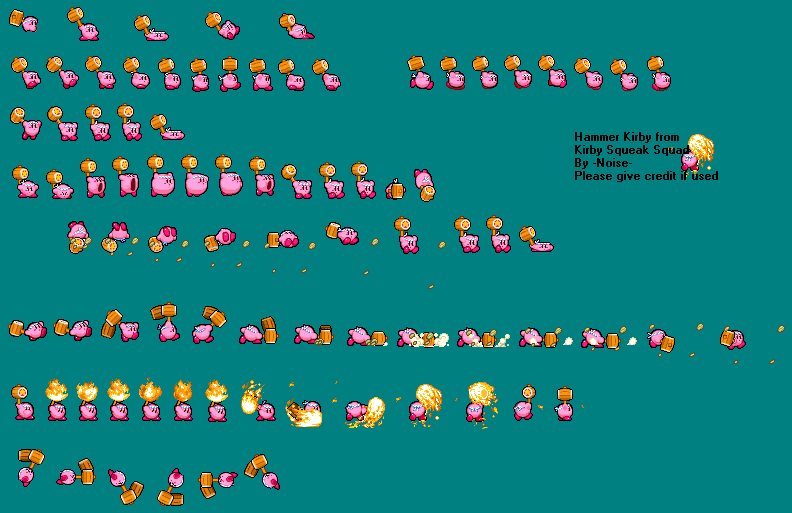 Hammer Kirby from
Kirby Squeak Squad
By -Noise-
Please give credit if used